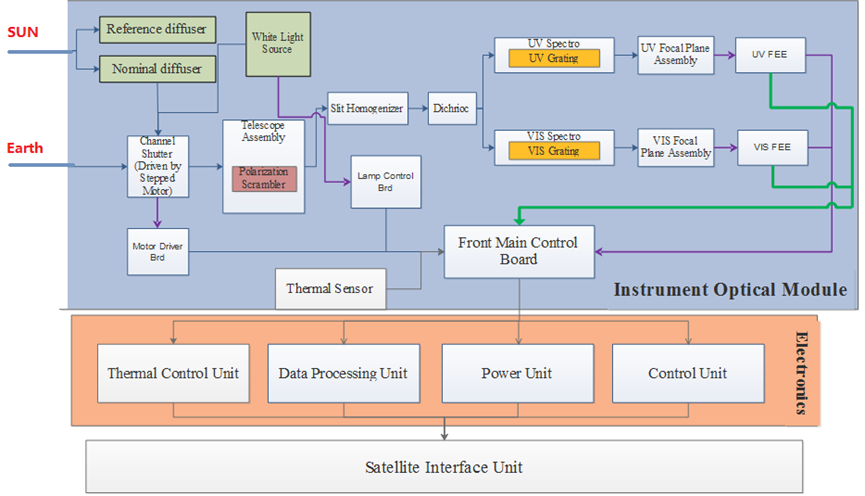 SUN
Reference diffuser
Nominal diffuser
White Light
Source
UV Spectro
UV Grating
UV Focal Plane
Assembly
UV FEE
Earth
Channel
Shutter
(Driven by
Stepped
Motor)
Telescope
Assembly
Polarization
Scrambler
Slit Homogenizer
Dichrioc
VIS Spectro
VIS Grating
VIS Focal
Plane Assembly
VIS FEE
Lamp Control
Brd
Motor Driver
Brd
Front Main Control
Board
Thermal Sensor
Instrument Optical Module
Thermal Control Unit
Data Processing Unit
Power Unit
Control Unit
Electronics
Satellite Interface Unit